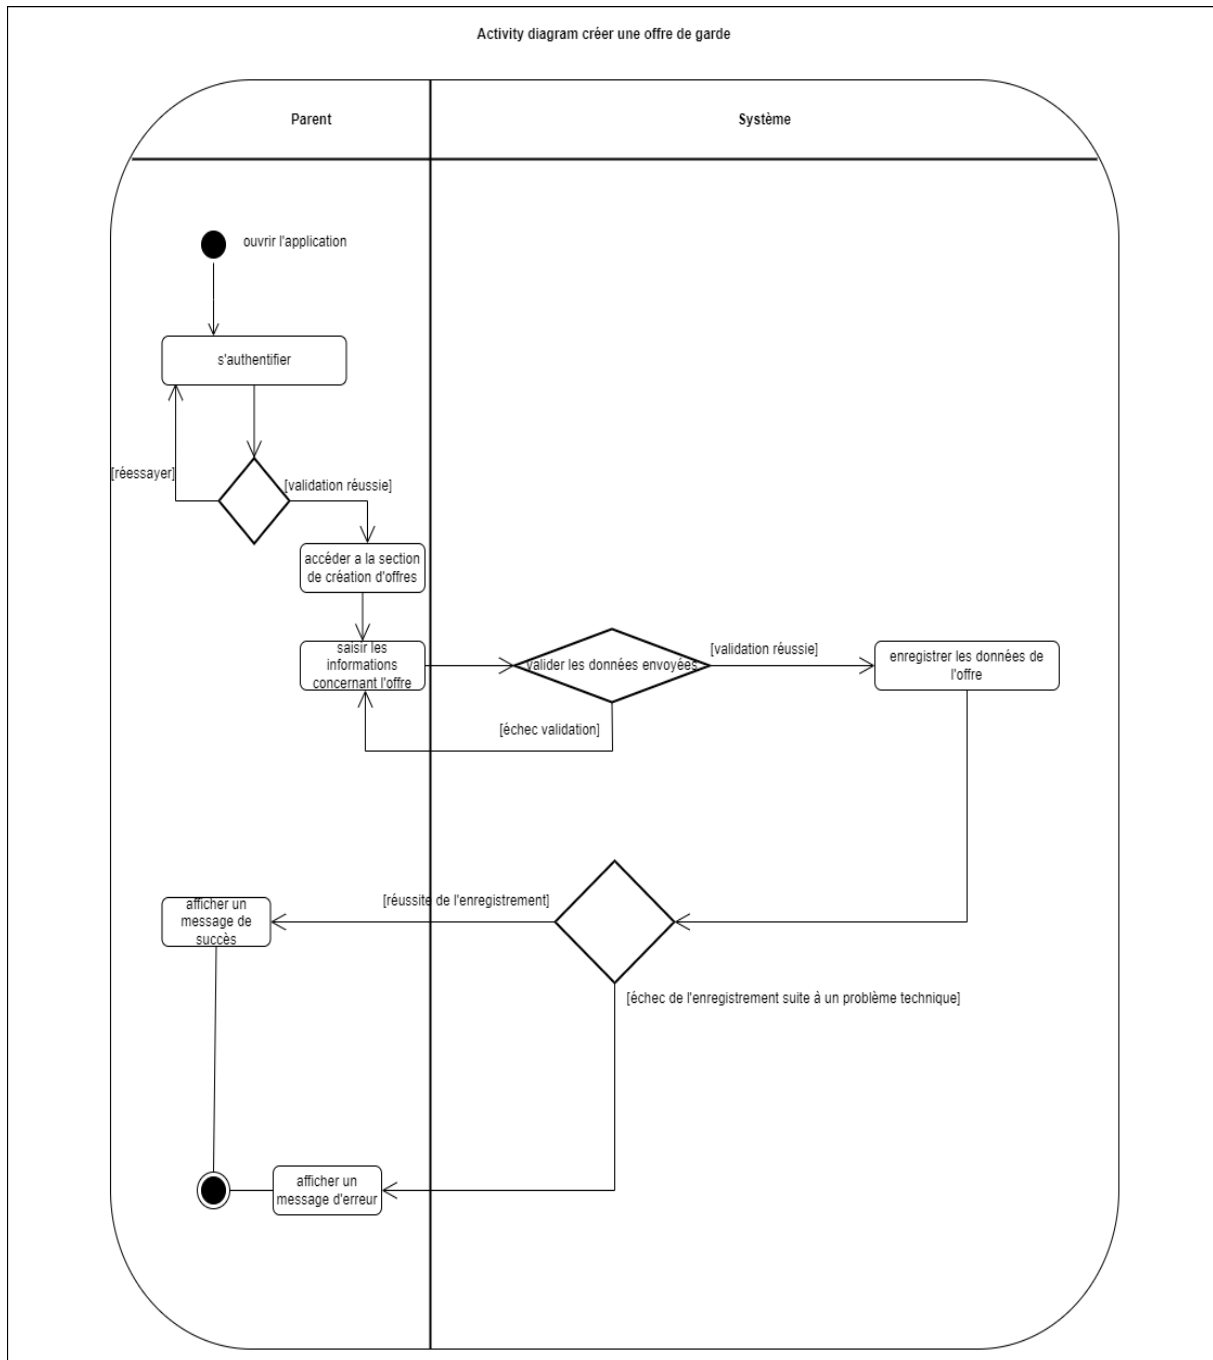 Activity diagram créer une offre de garde
Parent
Système
ouvrir l'application
s'authentifier
[réessayer]
[validation réussie]
accéder a la section
de création d'offres
saisir les
informations
concernant l'offre
valider les données envoyées
[validation réussie]
enregistrer les données de
l'offre
[échec validation]
afficher un
message de
succès
[réussite de l'enregistrement]
[échec de l'enregistrement suite à un problème technique]
afficher un
message d'erreur